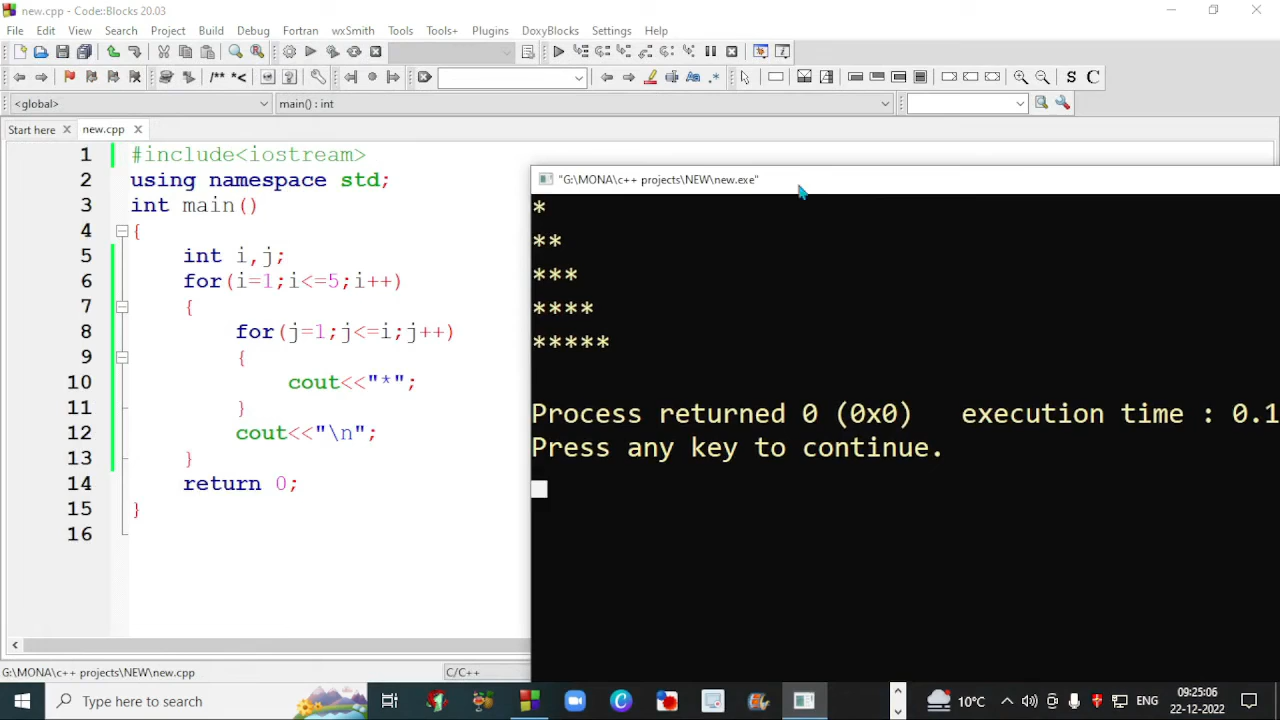 new.cpp - Code::Blocks 20.03
File Edit View Search Project Build Debug Fortran wxSmith Tools Tools+ Plugins DoxyBlocks Settings Help
/** *<
.*
S C
<global> main() : int
Start here new.cpp
1 #include<iostream>
2 using namespace std;
3 int main()
4 {
5 int i,j;
6 for(i=1;i<=5;i++)
7 {
8 for(j=1;j<=i;j++)
9 {
10 cout<<"*";
11 }
12 cout<<"\n";
13 }
14 return 0;
15 }
16
"G:\MONA\c++ projects\NEW\new.exe"
*
**
***
****
*****
Process returned 0 (0x0) execution time : 0.1
Press any key to continue.
G:\MONA\c++ projects\NEW\new.cpp C/C++
Type here to search 10°C ENG 09:25:06
22-12-2022